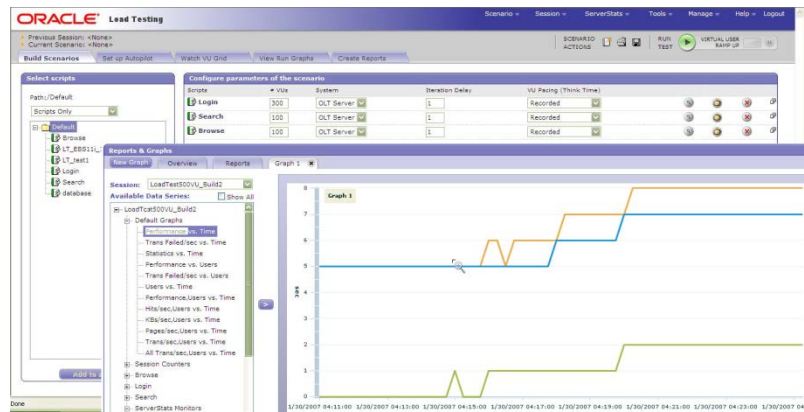 ORACLE Load Testing
Scenario Session ServerStats Tools Manage Help Logout
Previous Session: <None>
Current Scenario: <None>
SCENARIO ACTIONS RUN TEST VIRTUAL USER RAMP UP
Build Scenarios Set up Autopilot Watch VU Grid View Run Graphs Create Reports
Select scripts
Configure parameters of the scenario
Path:/Default
Scripts # VUs System Iteration Delay VU Pacing (Think Time)
Scripts Only
Login 300 OLT Server 1 Recorded
Search 100 OLT Server 1 Recorded
Browse 100 OLT Server 1 Recorded
Default
Browse
LT_test1
Login
Search
database
Add to
Done
Reports & Graphs
New Graph Overview Reports Graph 1
Session: LoadTest500VU_Build2
Available Data Series: Show All
LoadTest500VU_Build2
Default Graphs
Performance vs. Time
Trans Failed/sec vs. Time
Statistics vs. Time
Performance vs. Users
Trans Failed/sec vs. Users
Users vs. Time
Performance,Users vs. Time
Hits/sec,Users vs. Time
KBs/sec,Users vs. Time
Pages/sec,Users vs. Time
Trans/sec,Users vs. Time
All Trans/sec,Users vs. Time
Session Counters
Browse
Login
Search
ServerStats Monitors
Graph 1
8
7
6
5
4
3
2
1
0
sec
1/30/2007 04:11:00 1/30/2007 04:13:00 1/30/2007 04:15:00 1/30/2007 04:17:00 1/30/2007 04:19:00 1/30/2007 04:21:00 1/30/2007 04:23:00 1/30/2007 04